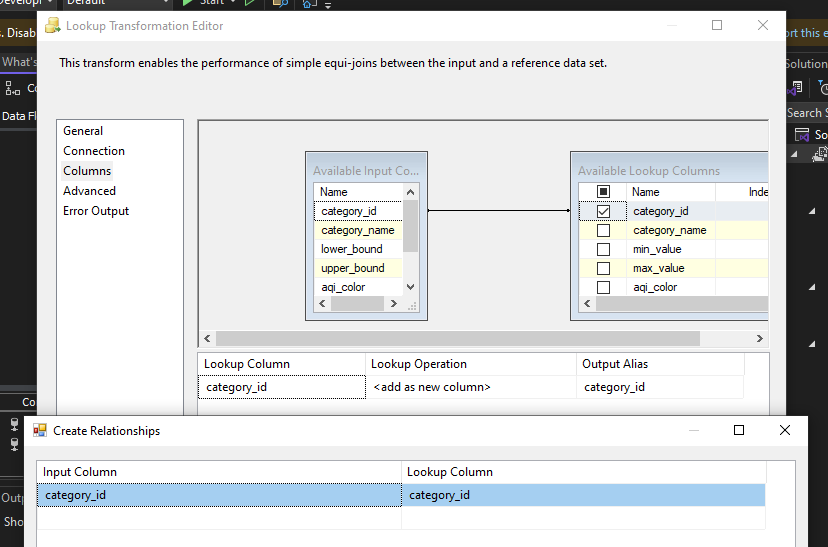 Default
Start
Lookup Transformation Editor
s. Disab
ort this e
This transform enables the performance of simple equi-joins between the input and a reference data set.
What's
Solution
Co
Data Fl
Search S
So
General
Connection
Columns
Advanced
Error Output
Available Input Co...
Name
category_id
category_name
lower_bound
upper_bound
aqi_color
Available Lookup Columns
Name Inde
category_id
category_name
min_value
max_value
aqi_color
Lookup Column Lookup Operation Output Alias
category_id <add as new column> category_id
Co
Create Relationships
Input Column Lookup Column
category_id category_id
Outp
Sho